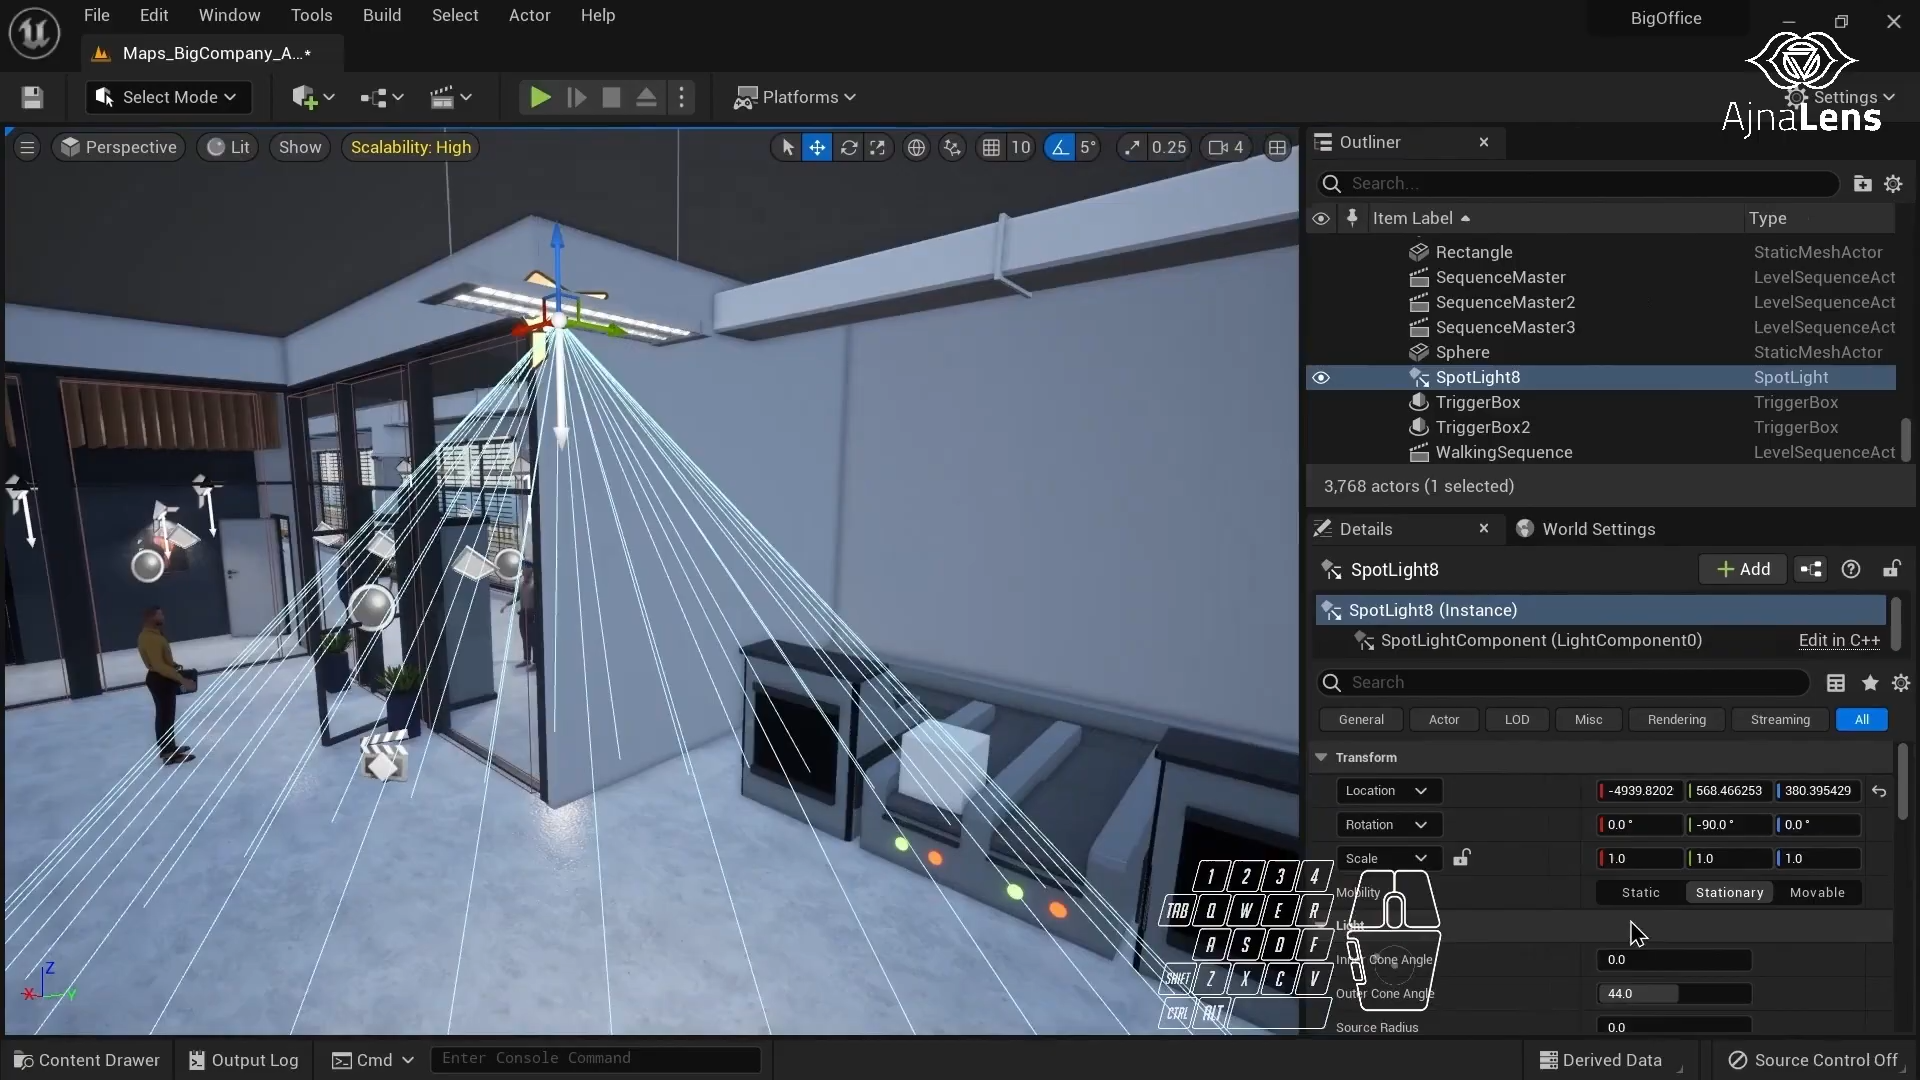 File Edit Window Tools Build Select Actor Help
BigOffice
Maps_BigCompany_A...*
Select Mode
Platforms
Settings
AjnaLens
Perspective Lit Show Scalability: High
10 5° 0.25 4
Outliner
Search...
Item Label Type
Rectangle StaticMeshActor
SequenceMaster LevelSequenceAct
SequenceMaster2 LevelSequenceAct
SequenceMaster3 LevelSequenceAct
Sphere StaticMeshActor
SpotLight8 SpotLight
TriggerBox TriggerBox
TriggerBox2 TriggerBox
WalkingSequence LevelSequenceAct
3,768 actors (1 selected)
Details World Settings
SpotLight8 Add
SpotLight8 (Instance)
SpotLightComponent (LightComponent0) Edit in C++
Search
General Actor LOD Misc Rendering Streaming All
Transform
Location -4939.8202 568.466253 380.395429
Rotation 0.0° -90.0° 0.0°
Scale 1.0 1.0 1.0
Mobility Static Stationary Movable
Light
Inner Cone Angle 0.0
Outer Cone Angle 44.0
Source Radius 0.0
1 2 3 4
TAB Q W E R
A S D F
SHIFT Z X C V
CTRL ALT
Z
X Y
Content Drawer Output Log Cmd Enter Console Command Derived Data Source Control Off